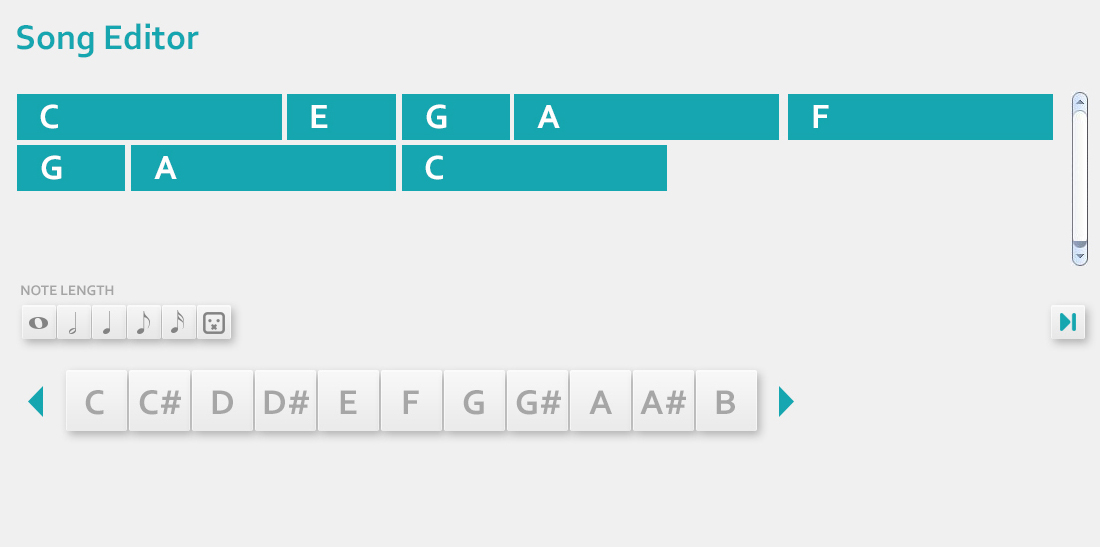 Song Editor
C E G A F
G A C
NOTE LENGTH
C C# D D# E F G G# A A# B